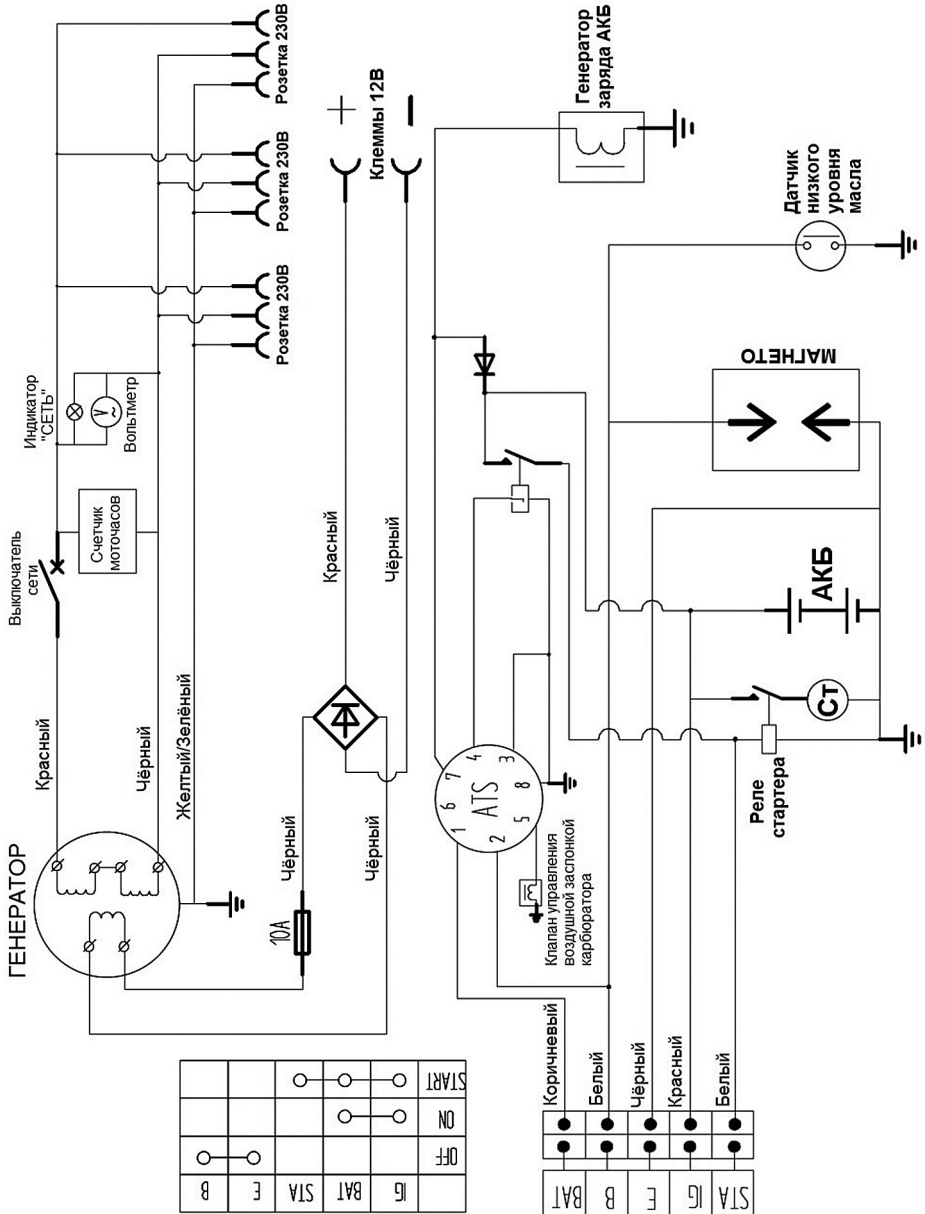 ГЕНЕРАТОР
Красный
Чёрный
Желтый/Зелёный
Выключатель
сети
Счетчик
моточасов
Индикатор
"СЕТЬ"
V
Вольтметр
Розетка 230В
Розетка 230В
Розетка 230В
10А
Чёрный
Чёрный
Красный
Чёрный
+
Клеммы 12В
−
ATS
1
6
7
4
3
8
5
2
Клапан управления
воздушной заслонкой
карбюратора
Генератор
заряда АКБ
Датчик
низкого
уровня
масла
МАГНЕТО
АКБ
Ст
Реле
стартера
Коричневый
Белый
Чёрный
Красный
Белый
BAT
B
E
IG
STA
B
E
STA
BAT
IG
OFF
ON
START